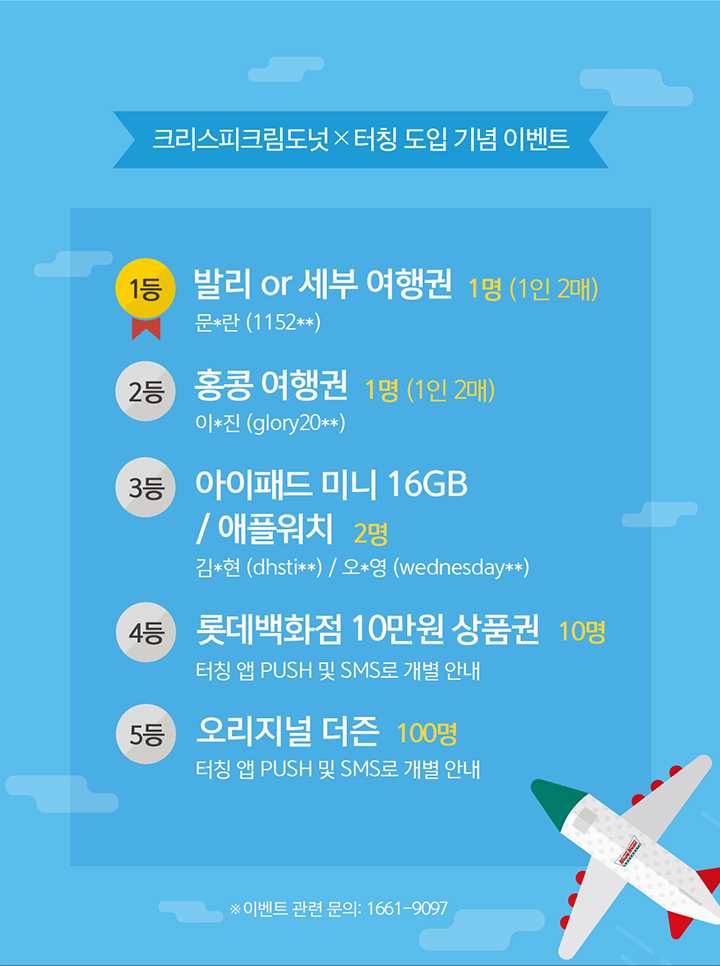 크리스피크림도넛×터칭 도입 기념 이벤트
1등
발리 or 세부 여행권 1명 (1인 2매)
문*란 (1152**)
2등
홍콩 여행권 1명 (1인 2매)
이*진 (glory20**)
3등
아이패드 미니 16GB
/ 애플워치 2명
김*현 (dhsti**) / 오*영 (wednesday**)
4등
롯데백화점 10만원 상품권 10명
터칭 앱 PUSH 및 SMS로 개별 안내
5등
오리지널 더즌 100명
터칭 앱 PUSH 및 SMS로 개별 안내
※이벤트 관련 문의: 1661-9097